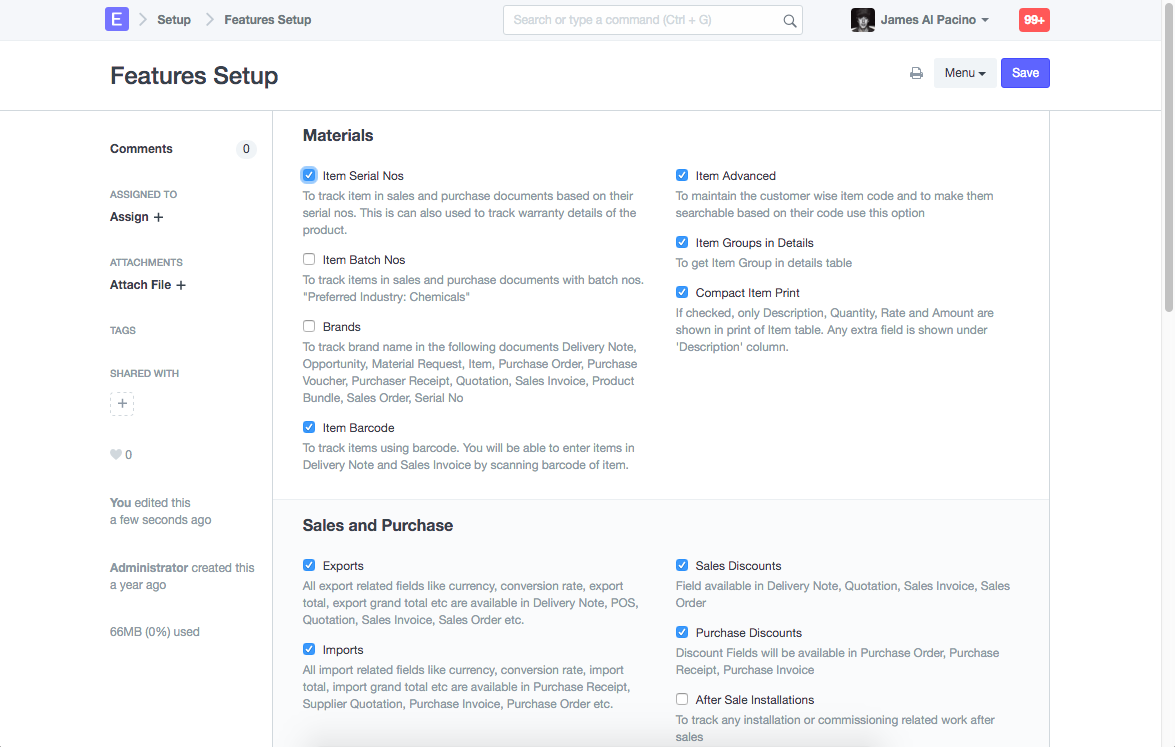 E Setup Features Setup Search or type a command (Ctrl + G) James Al Pacino 99+
Features Setup Menu Save
Comments 0
ASSIGNED TO
Assign +
ATTACHMENTS
Attach File +
TAGS
SHARED WITH
+
0
You edited this
a few seconds ago
Administrator created this
a year ago
66MB (0%) used
Materials
Item Serial Nos
To track item in sales and purchase documents based on their
serial nos. This is can also used to track warranty details of the
product.
Item Batch Nos
To track items in sales and purchase documents with batch nos.
"Preferred Industry: Chemicals"
Brands
To track brand name in the following documents Delivery Note,
Opportunity, Material Request, Item, Purchase Order, Purchase
Voucher, Purchaser Receipt, Quotation, Sales Invoice, Product
Bundle, Sales Order, Serial No
Item Barcode
To track items using barcode. You will be able to enter items in
Delivery Note and Sales Invoice by scanning barcode of item.
Item Advanced
To maintain the customer wise item code and to make them
searchable based on their code use this option
Item Groups in Details
To get Item Group in details table
Compact Item Print
If checked, only Description, Quantity, Rate and Amount are
shown in print of Item table. Any extra field is shown under
'Description' column.
Sales and Purchase
Exports
All export related fields like currency, conversion rate, export
total, export grand total etc are available in Delivery Note, POS,
Quotation, Sales Invoice, Sales Order etc.
Imports
All import related fields like currency, conversion rate, import
total, import grand total etc are available in Purchase Receipt,
Supplier Quotation, Purchase Invoice, Purchase Order etc.
Sales Discounts
Field available in Delivery Note, Quotation, Sales Invoice, Sales
Order
Purchase Discounts
Discount Fields will be available in Purchase Order, Purchase
Receipt, Purchase Invoice
After Sale Installations
To track any installation or commissioning related work after
sales